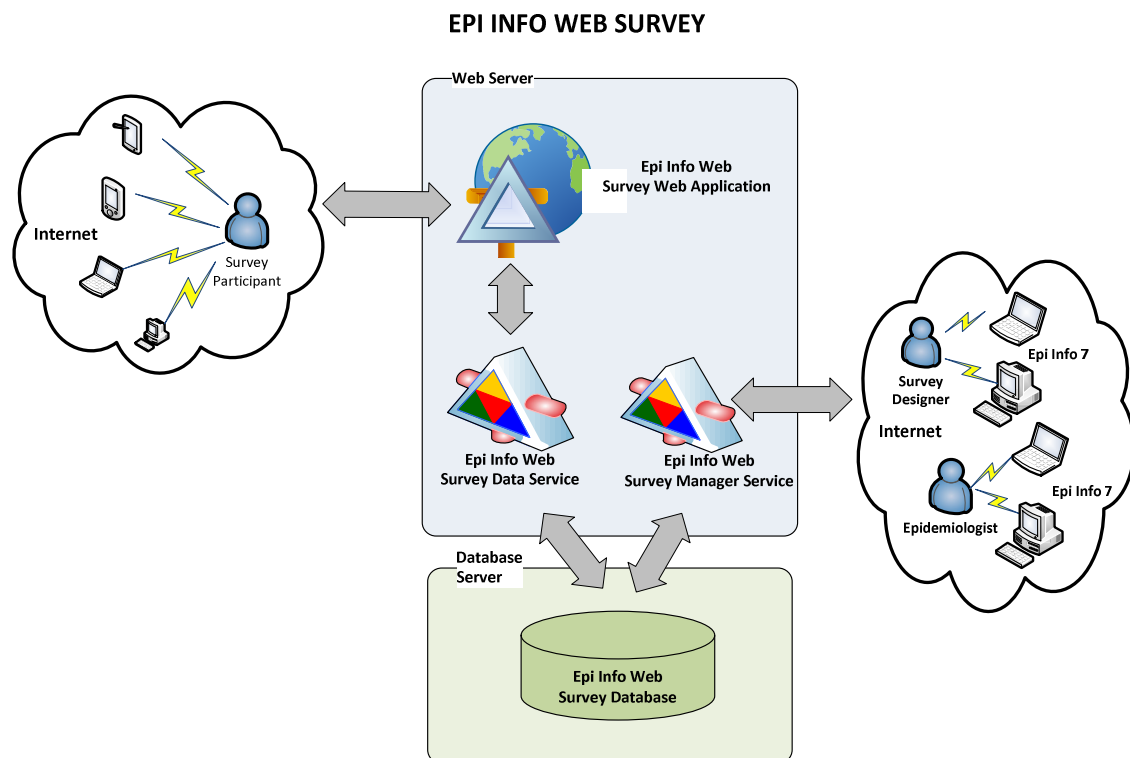 EPI INFO WEB SURVEY
Web Server
Epi Info Web
Survey Web Application
Internet
Survey
Participant
Epi Info 7
Survey
Designer
Internet
Epi Info Web
Survey Data Service
Epi Info Web
Survey Manager Service
Epi Info 7
Epidemiologist
Database
Server
Epi Info Web
Survey Database